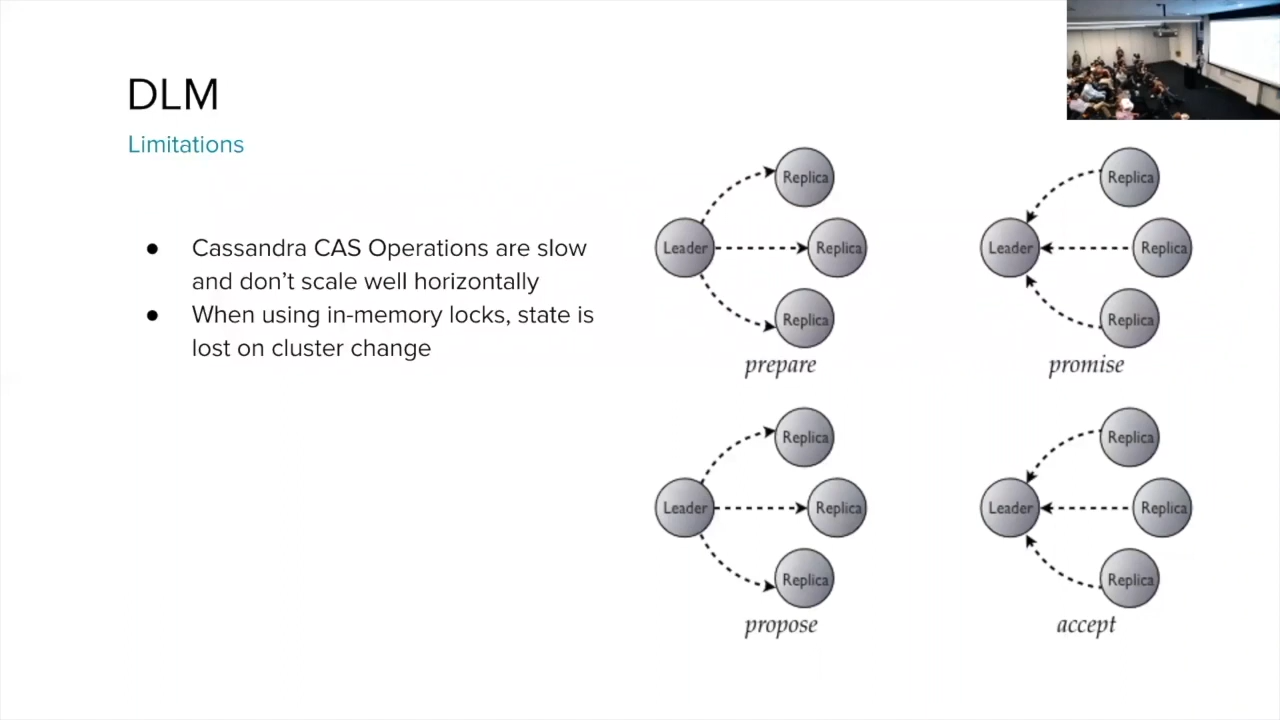 DLM
Limitations
● Cassandra CAS Operations are slow
and don’t scale well horizontally
● When using in-memory locks, state is
lost on cluster change
Replica
Leader
Replica
Replica
prepare
Replica
Leader
Replica
Replica
promise
Replica
Leader
Replica
Replica
propose
Replica
Leader
Replica
Replica
accept